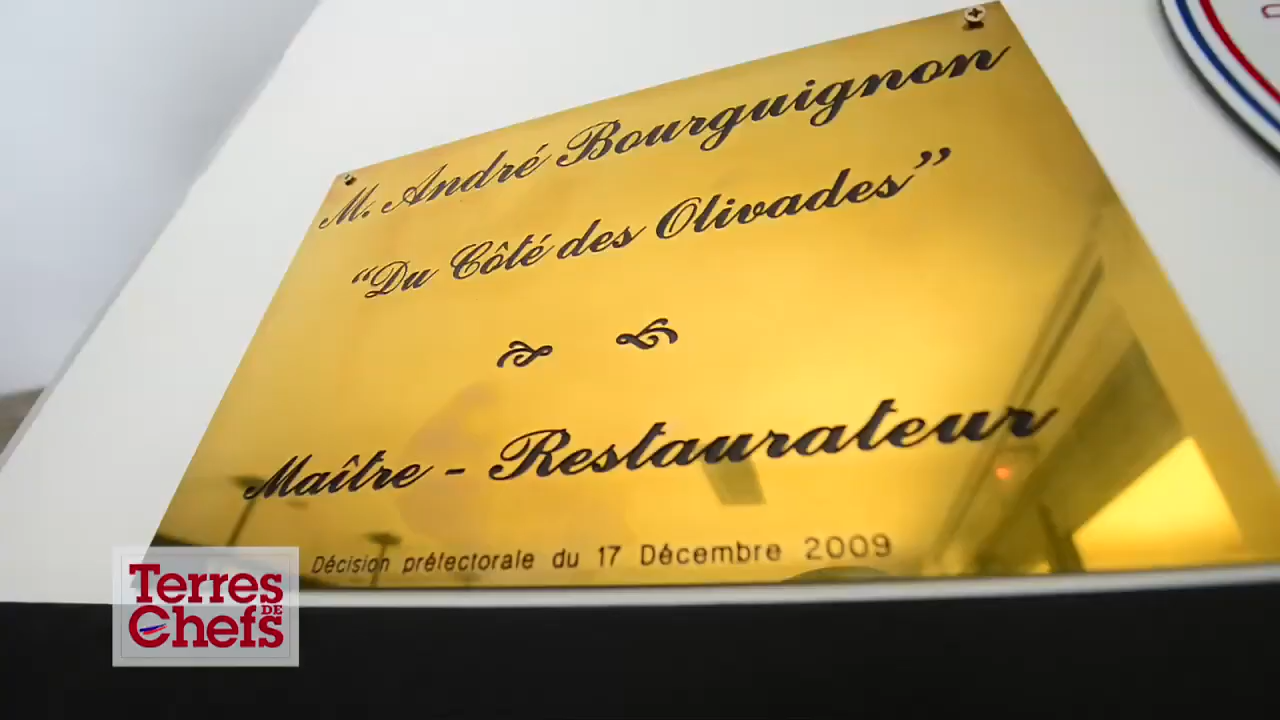 M. André Bourguignon
“Du Côté des Olivades”
Maître - Restaurateur
Décision préfectorale du 17 Décembre 2009
Terres
DE
Chefs